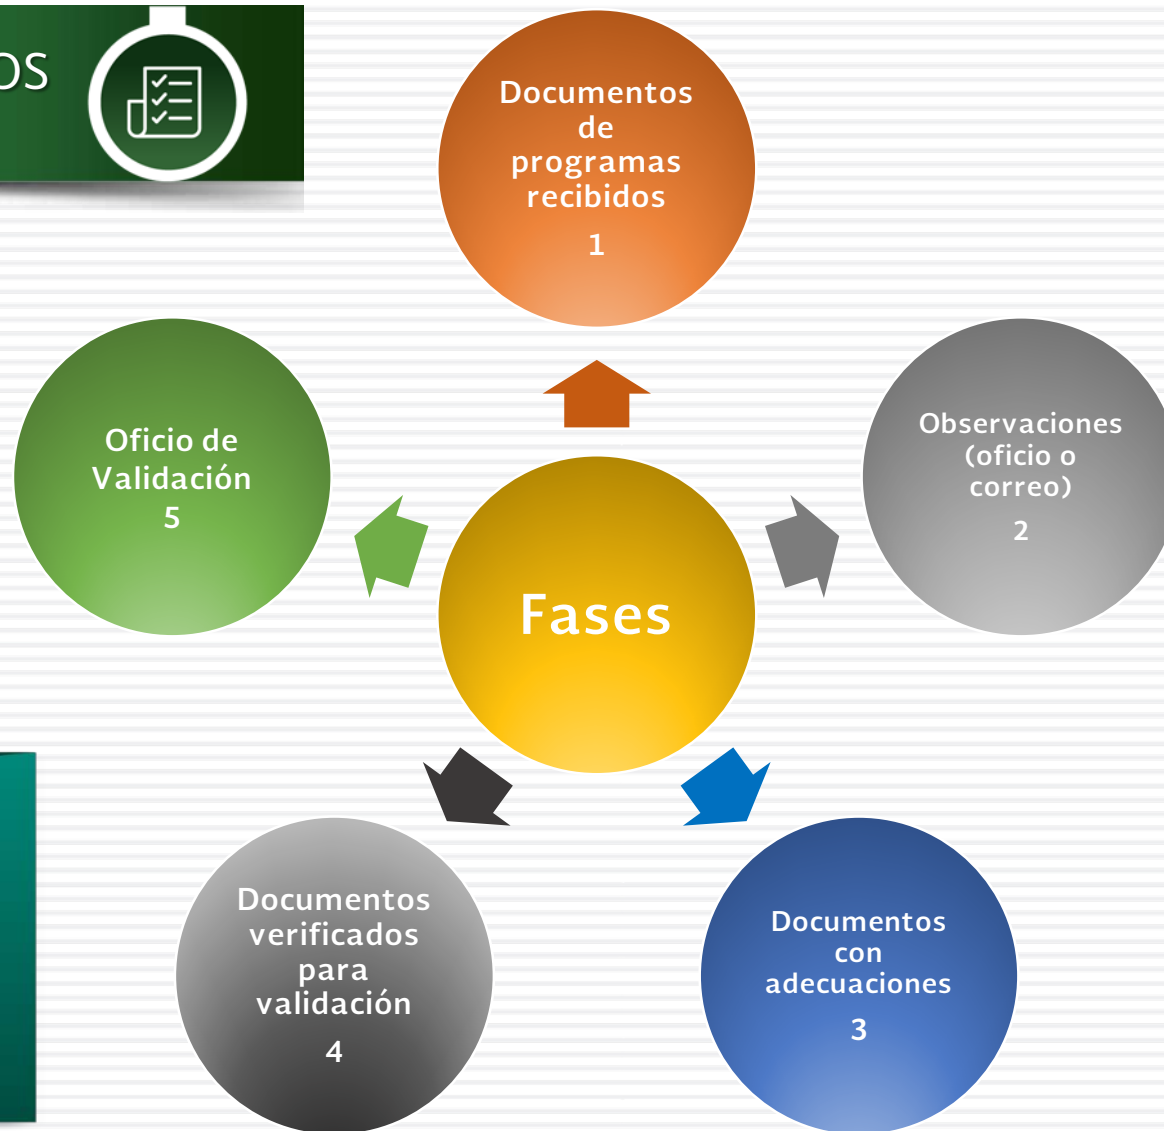 OS
Documentos
de
programas
recibidos
1
Observaciones
(oficio o
correo)
2
Documentos
con
adecuaciones
3
Documentos
verificados
para
validación
4
Oficio de
Validación
5
Fases